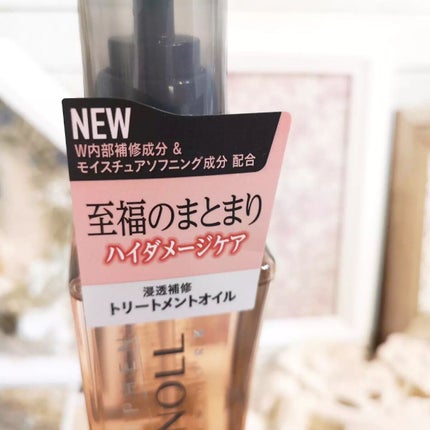 NEW
W内部補修成分 &
モイスチュアソフニング成分 配合
至福のまとまり
ハイダメージケア
浸透補修
トリートメントオイル
NOLL